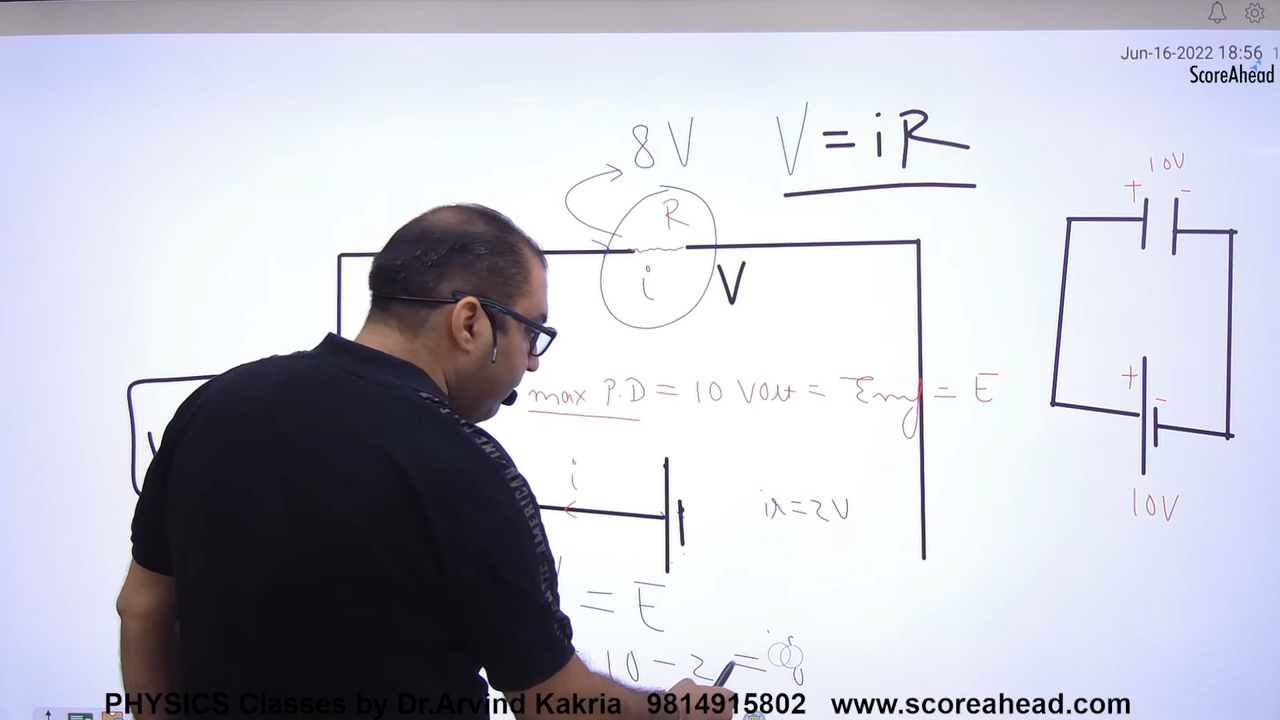 Jun-16-2022 18:56
ScoreAhead
8V
V = iR
10V
+ -
R
i
V
max P.D = 10 Volt = Emf = E
+
-
i
ir=2V
10V
= E
10 - 2 =
PHYSICS Classes by Dr.Arvind Kakria 9814915802 www.scoreahead.com